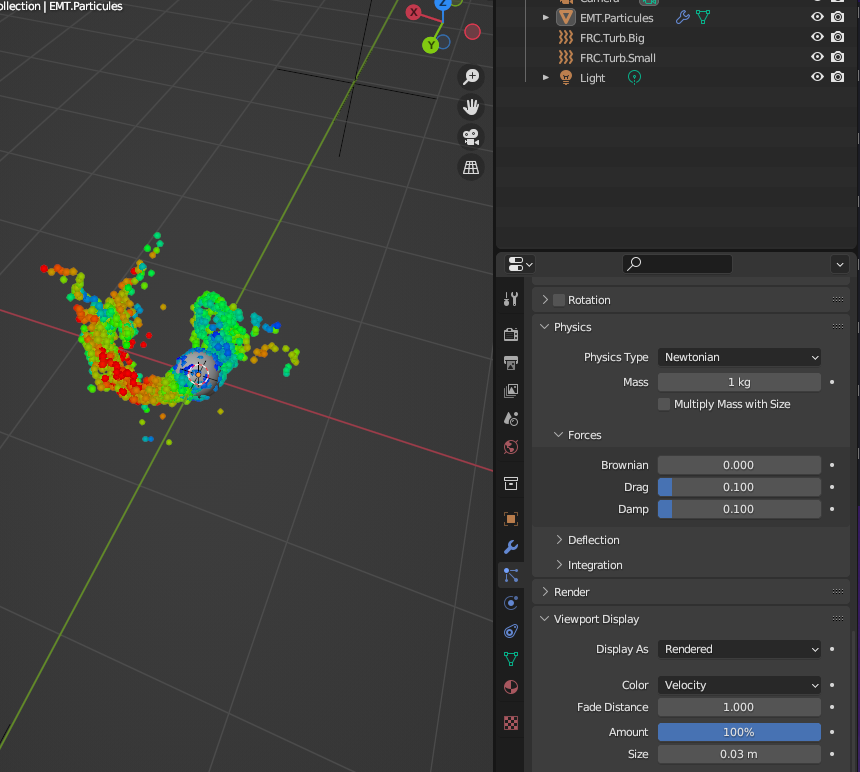 ollection | EMT.Particules
X
Z
Y
Camera
EMT.Particules
FRC.Turb.Big
FRC.Turb.Small
Light
Rotation
Physics
Physics Type Newtonian
Mass 1 kg
Multiply Mass with Size
Forces
Brownian 0.000
Drag 0.100
Damp 0.100
Deflection
Integration
Render
Viewport Display
Display As Rendered
Color Velocity
Fade Distance 1.000
Amount 100%
Size 0.03 m